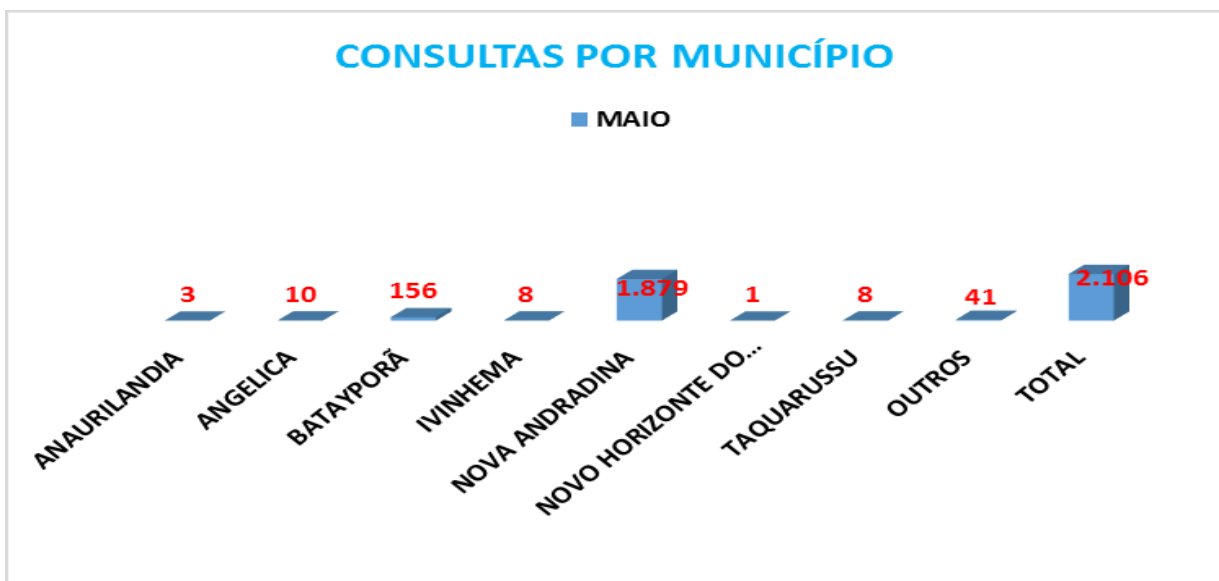 CONSULTAS POR MUNICÍPIO
MAIO
3
10
156
8
1.879
1
8
41
2.106
ANAURILANDIA
ANGELICA
BATAYPORÃ
IVINHEMA
NOVA ANDRADINA
NOVO HORIZONTE DO...
TAQUARUSSU
OUTROS
TOTAL